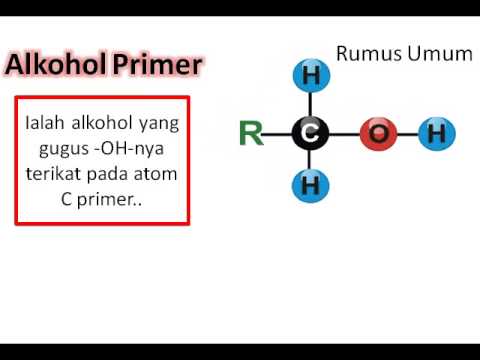 Rumus Umum
Alkohol Primer
Ialah alkohol yang
gugus -OH-nya
terikat pada atom
C primer..
H
R C O H
H